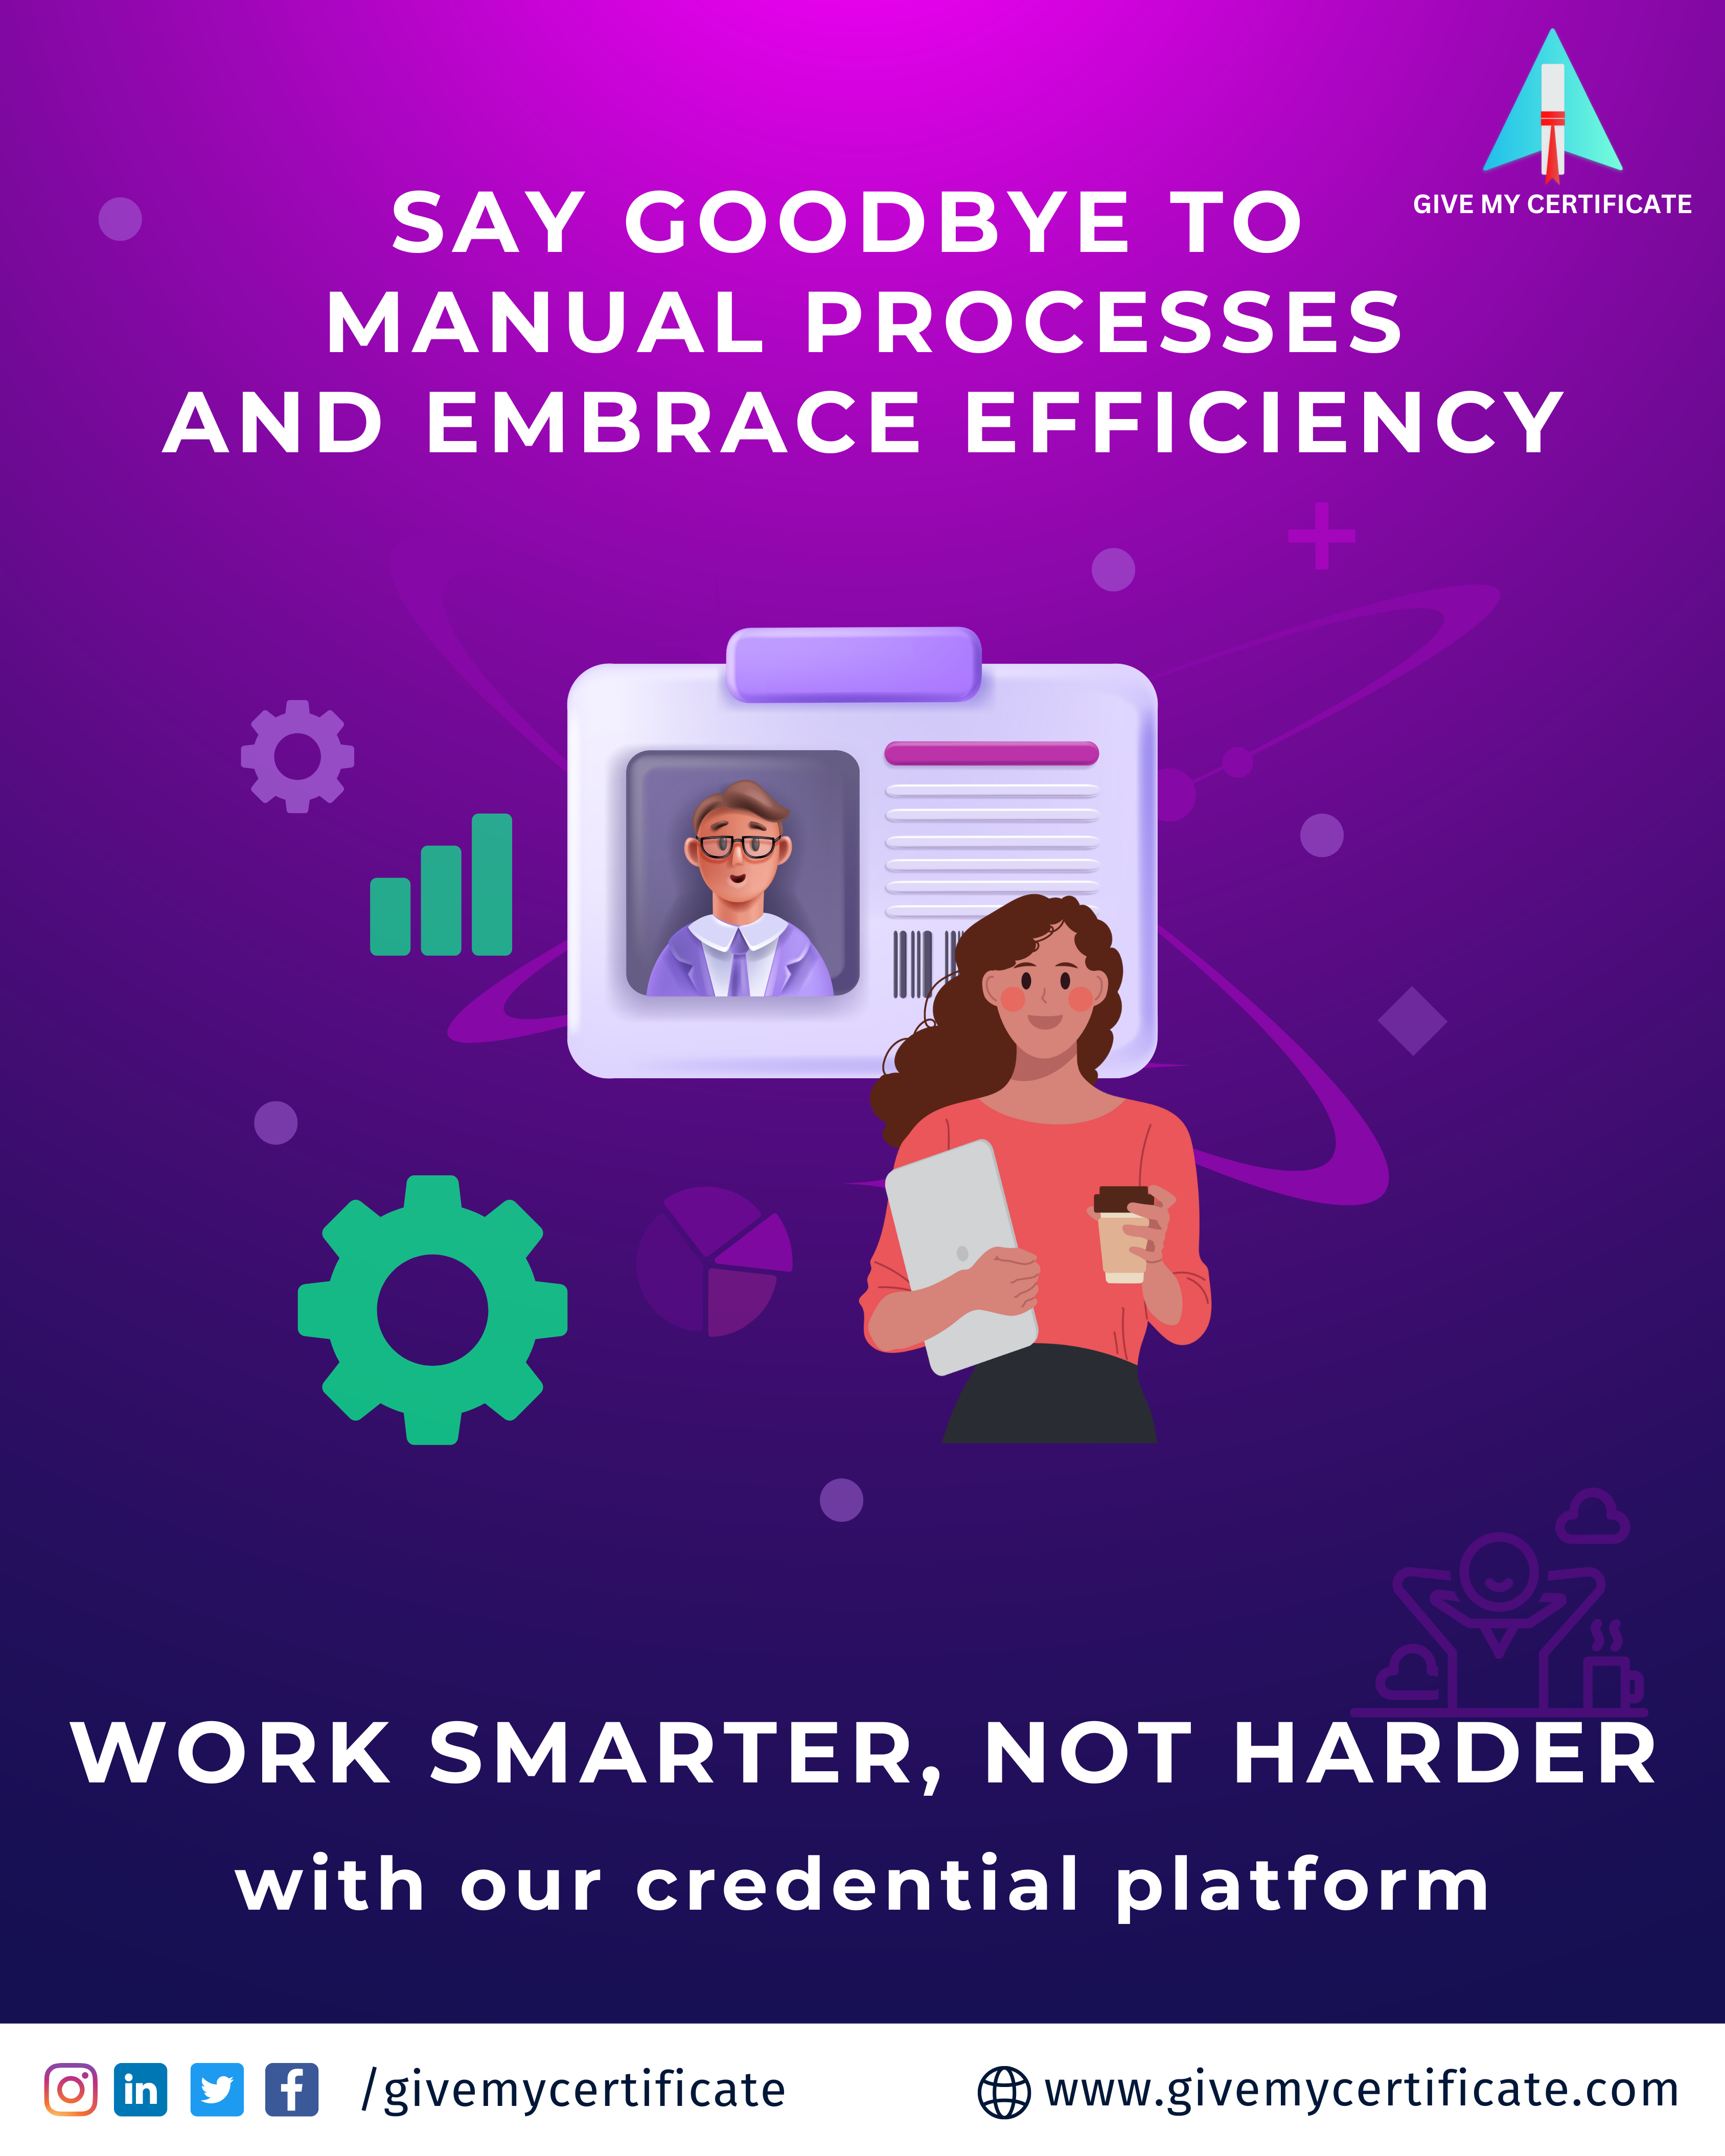 GIVE MY CERTIFICATE
SAY GOODBYE TO
MANUAL PROCESSES
AND EMBRACE EFFICIENCY
WORK SMARTER, NOT HARDER
with our credential platform
/givemycertificate
www.givemycertificate.com